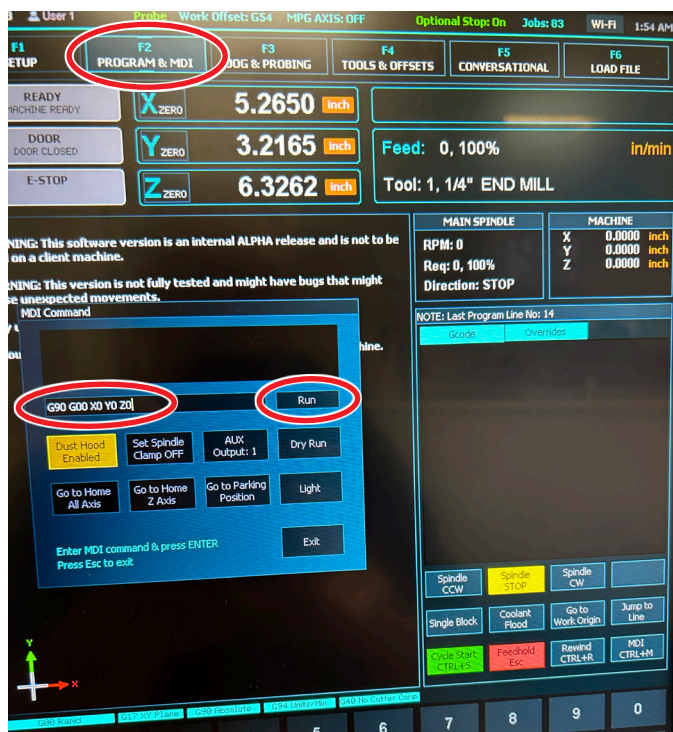 User 1 Probe Work Offset: G54 MPG AXIS: OFF Optional Stop: On Jobs: 83 Wi-Fi 1:54 AM
F1 F2 F3 F4 F5 F6
ETUP PROGRAM & MDI OG & PROBING TOOLS & OFFSETS CONVERSATIONAL LOAD FILE
READY
MACHINE READY
X ZERO 5.2650 inch
DOOR
DOOR CLOSED
Y ZERO 3.2165 inch
Feed: 0, 100% in/min
E-STOP
Z ZERO 6.3262 inch
Tool: 1, 1/4" END MILL
MAIN SPINDLE
RPM: 0
Req: 0, 100%
Direction: STOP
MACHINE
X 0.0000 inch
Y 0.0000 inch
Z 0.0000 inch
NING: This software version is an internal ALPHA release and is not to be
on a client machine.
NING: This version is not fully tested and might have bugs that might
se unexpected movements.
hine.
MDI Command
G90 G00 X0 Y0 Z0
Run
Dust Hood
Enabled
Set Spindle
Clamp OFF
AUX
Output: 1
Dry Run
Go to Home
All Axis
Go to Home
Z Axis
Go to Parking
Position
Light
Enter MDI command & press ENTER
Press Esc to exit
Exit
NOTE: Last Program Line No: 14
Gcode Overrides
Spindle
CCW
Spindle
STOP
Spindle
CW
Single Block
Coolant
Flood
Go to
Work Origin
Jump to
Line
Cycle Start
CTRL+S
Feedhold
Esc
Rewind
CTRL+R
MDI
CTRL+M
Y
X
G00 Rapid G17 XY Plane G90 Absolute G94 Units/Min G40 No Cutter Comp
5 6 7 8 9 0